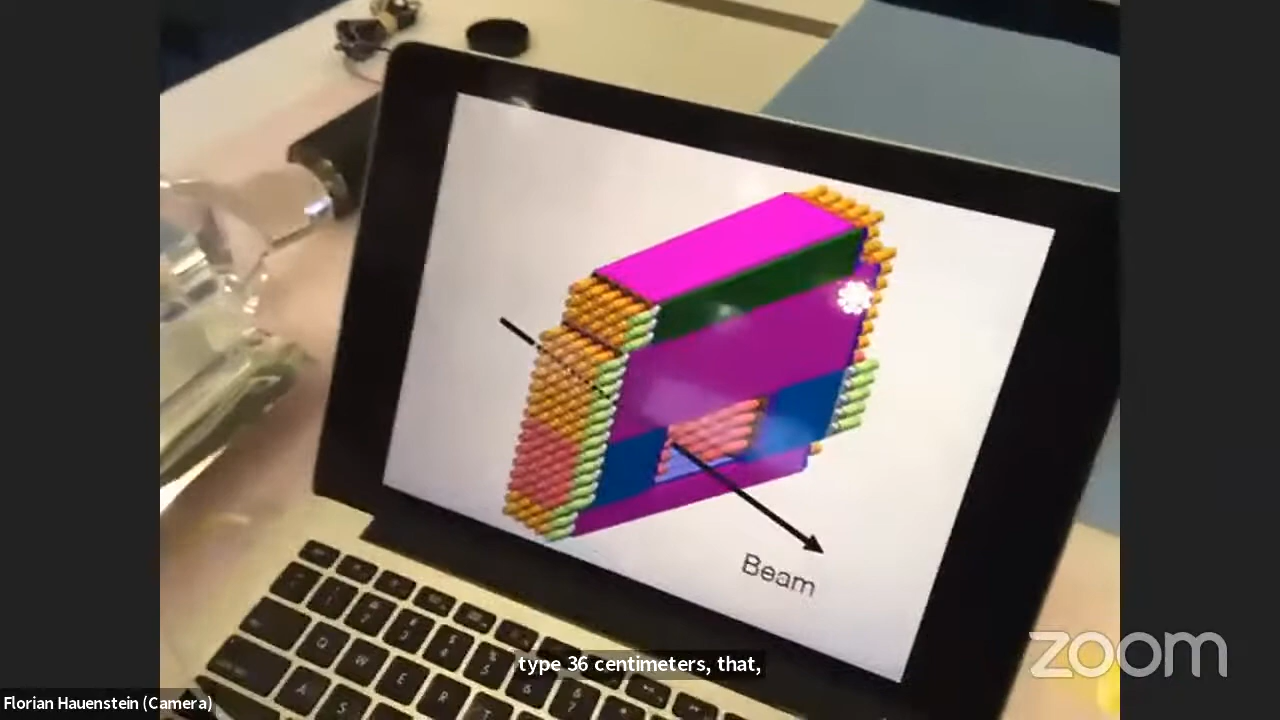 Beam
type 36 centimeters, that,
zoom
Florian Hauenstein (Camera)
Q
W
E
R
A
S